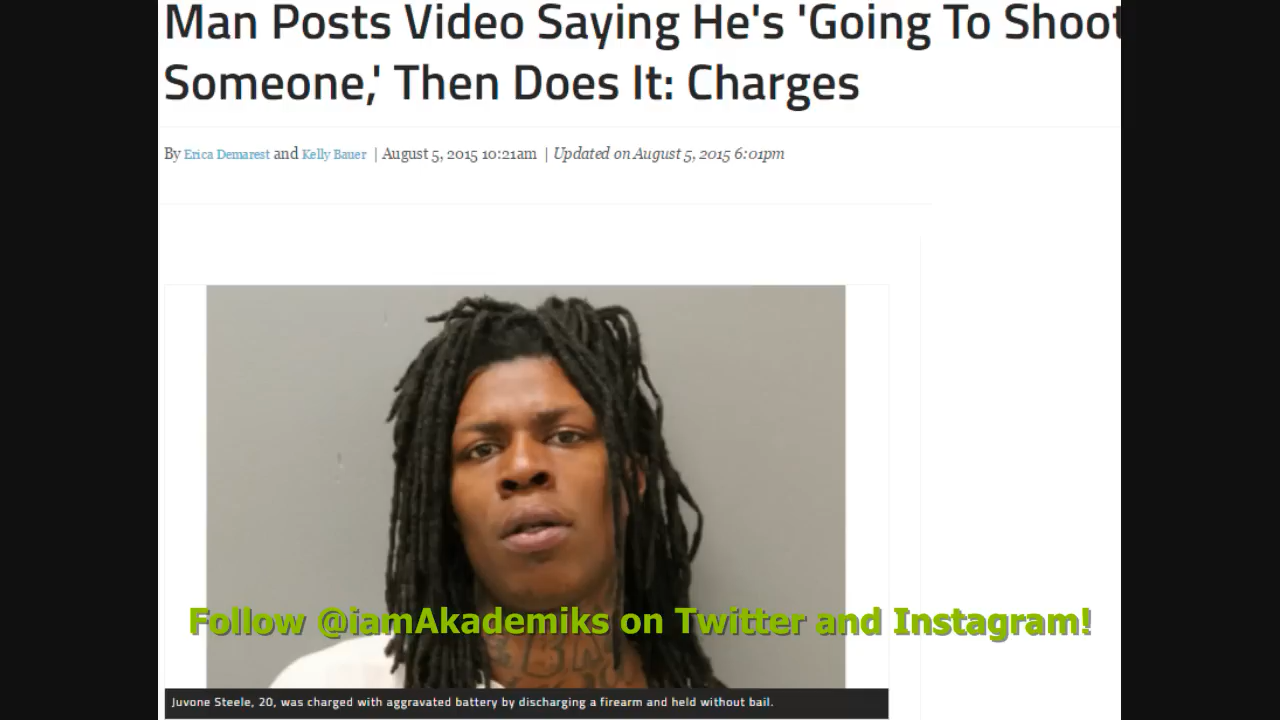 Man Posts Video Saying He's 'Going To Shoot
Someone,' Then Does It: Charges
By Erica Demarest and Kelly Bauer | August 5, 2015 10:21am | Updated on August 5, 2015 6:01pm
Follow @iamAkademiks on Twitter and Instagram!
Juvone Steele, 20, was charged with aggravated battery by discharging a firearm and held without bail.